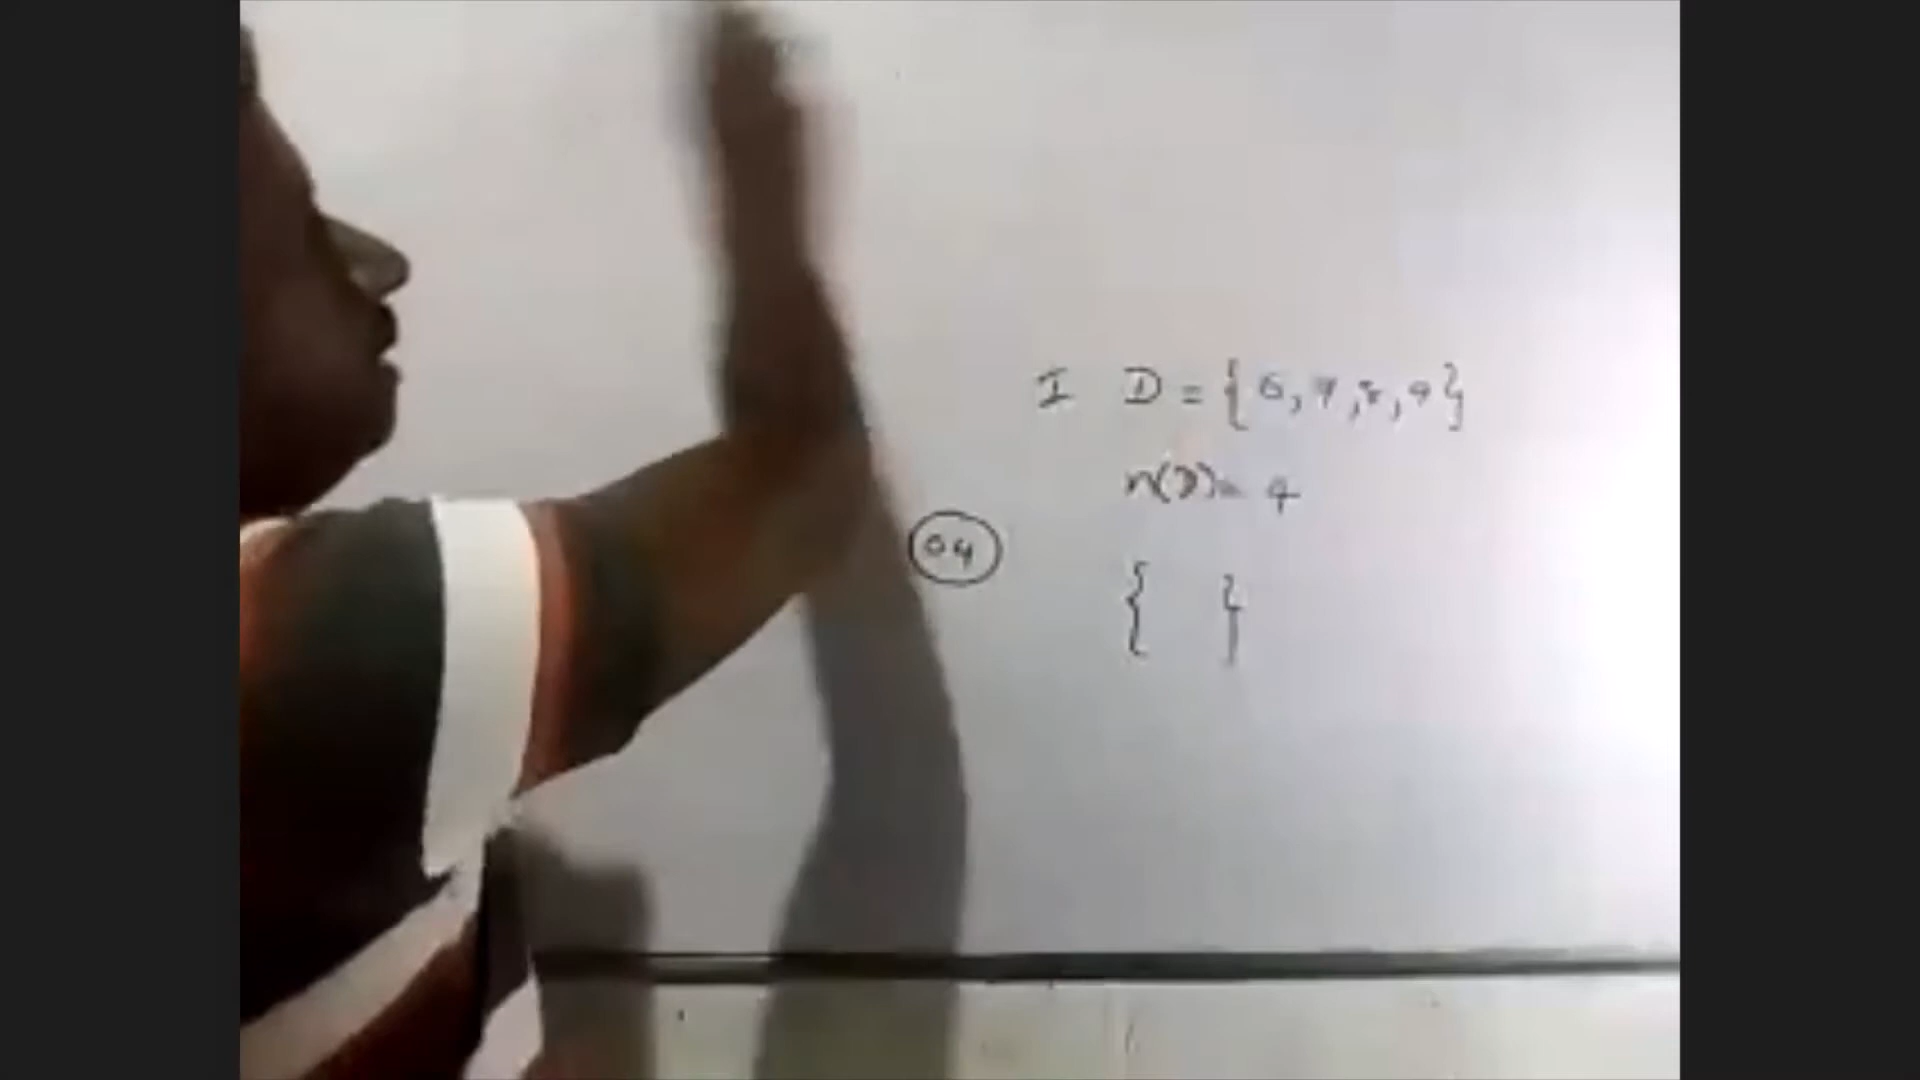 I D = {6, 7, 8, 9}
n(D) = 4
04
{ }